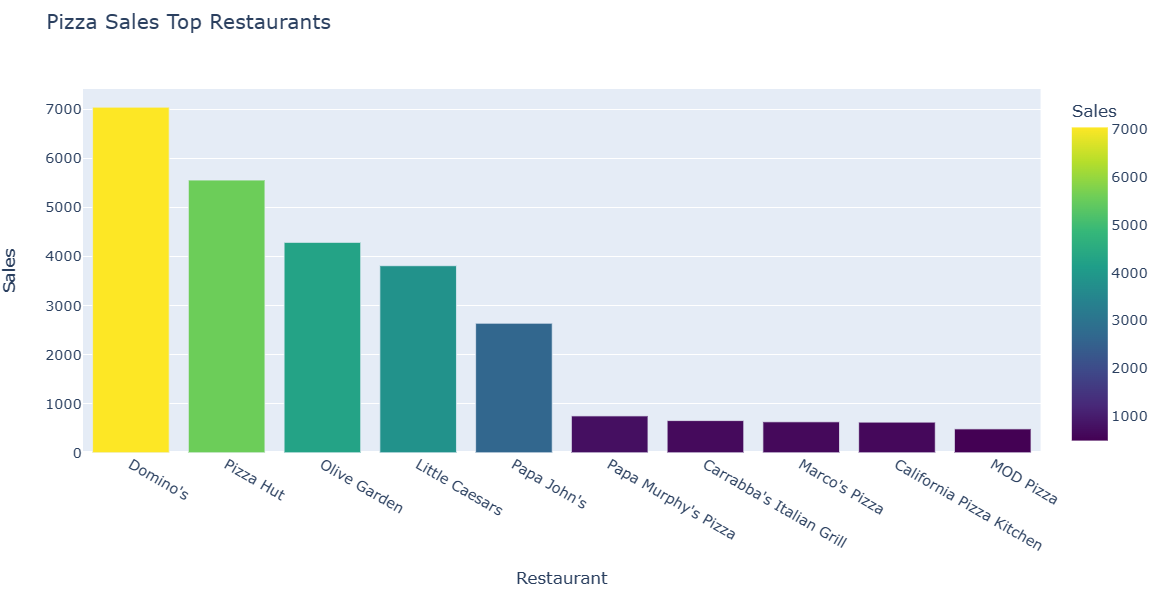 Pizza Sales Top Restaurants
Sales
7000
6000
5000
4000
3000
2000
1000
0
Domino's
Pizza Hut
Olive Garden
Little Caesars
Papa John's
Papa Murphy's Pizza
Carrabba's Italian Grill
Marco's Pizza
California Pizza Kitchen
MOD Pizza
Restaurant
Sales
7000
6000
5000
4000
3000
2000
1000